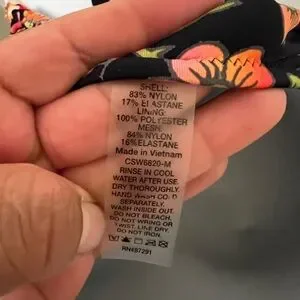 SHELL:
83% NYLON
17% ELASTANE
LINING:
100% POLYESTER
MESH:
84% NYLON
16% ELASTANE
Made in Vietnam
CSW6820-M
RINSE IN COOL
WATER AFTER USE.
DRY THOROUGHLY.
HAND WASH CO D
SEPARATELY.
WASH INSIDE OUT.
DO NOT BLEACH.
DO NOT WRING OR
TWIST. LINE DRY.
DO NOT IRON.
RN#87291